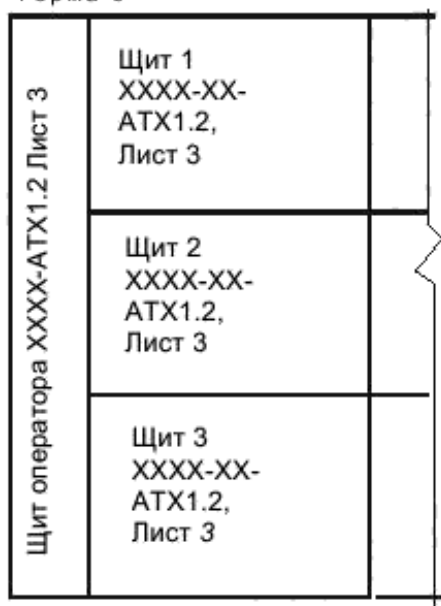 Щит оператора XXXX-ATX1.2 Лист 3
Щит 1
XXXX-XX-
ATX1.2,
Лист 3
Щит 2
XXXX-XX-
ATX1.2,
Лист 3
Щит 3
XXXX-XX-
ATX1.2,
Лист 3